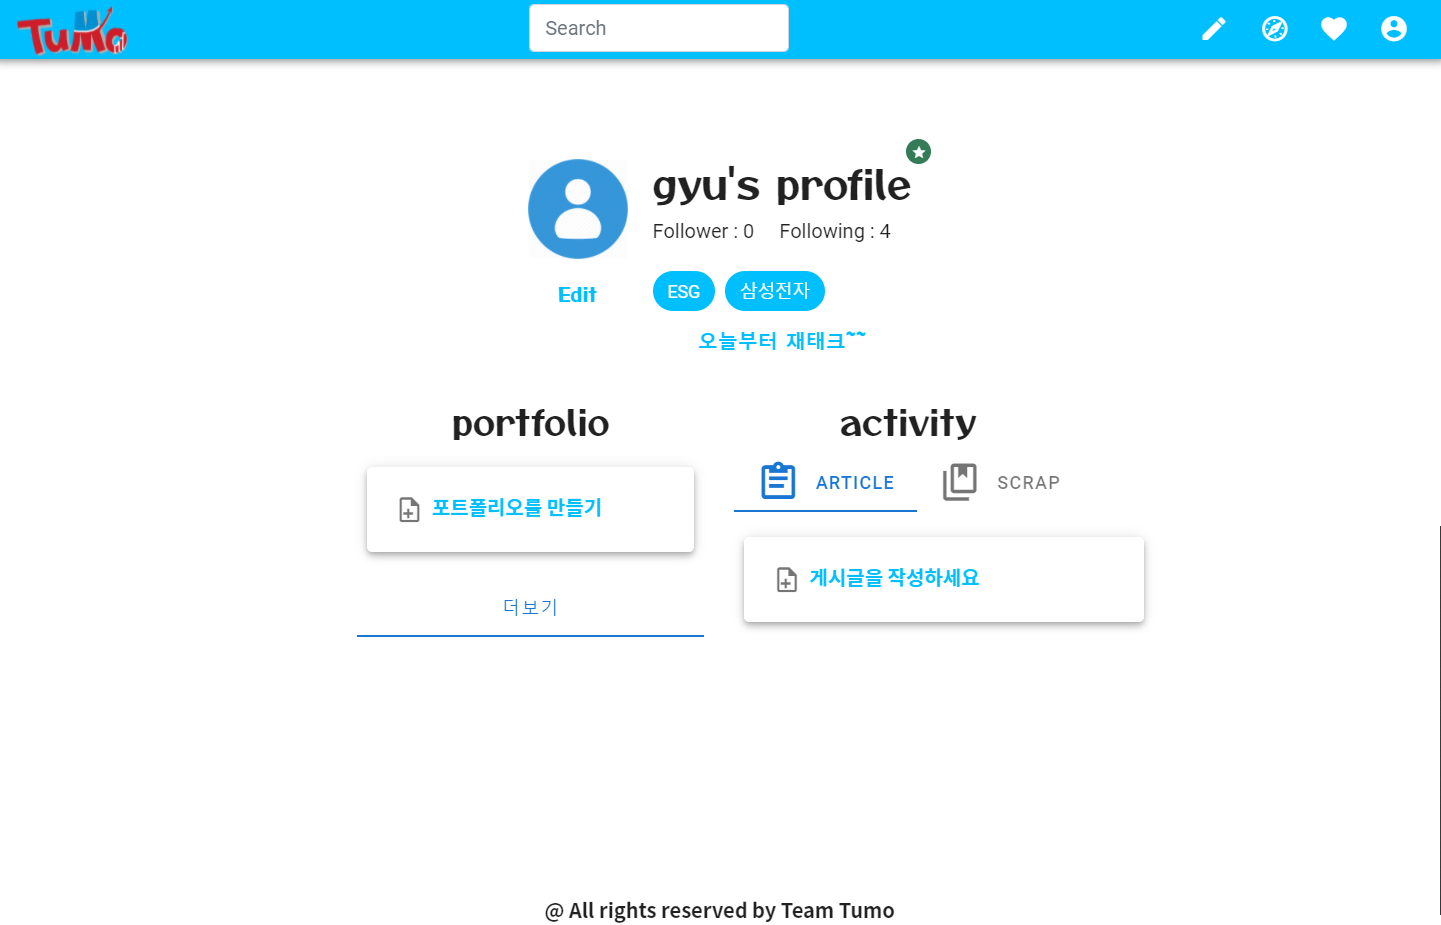 Tumo
Search
gyu's profile
Follower : 0 Following : 4
Edit
ESG 삼성전자
오늘부터 재태크~~
portfolio
포트폴리오를 만들기
더보기
activity
ARTICLE SCRAP
게시글을 작성하세요
@ All rights reserved by Team Tumo